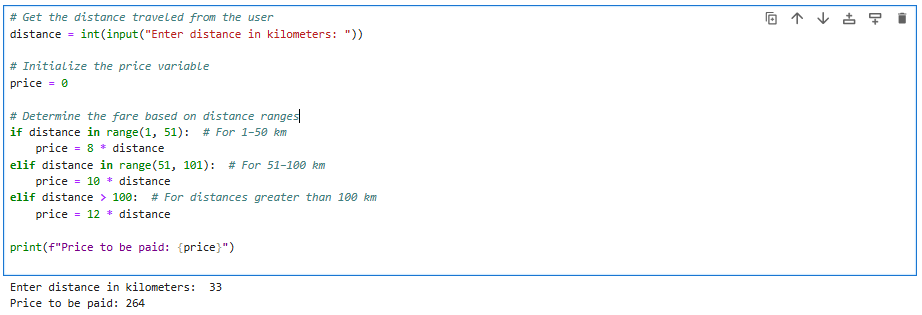 # Get the distance traveled from the user
distance = int(input("Enter distance in kilometers: "))
# Initialize the price variable
price = 0
# Determine the fare based on distance ranges
if distance in range(1, 51):  # For 1–50 km
    price = 8 * distance
elif distance in range(51, 101):  # For 51–100 km
    price = 10 * distance
elif distance > 100:  # For distances greater than 100 km
    price = 12 * distance
print(f"Price to be paid: {price}")
Enter distance in kilometers:  33
Price to be paid: 264